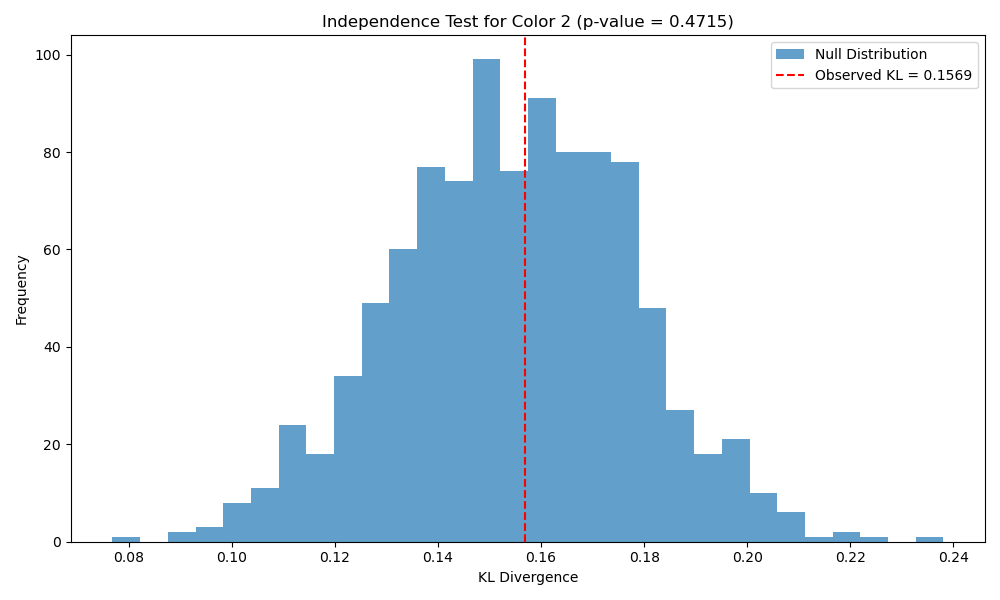 Independence Test for Color 2 (p-value = 0.4715)
Null Distribution
Observed KL = 0.1569
100
80
60
40
20
0
Frequency
0.08 0.10 0.12 0.14 0.16 0.18 0.20 0.22 0.24
KL Divergence